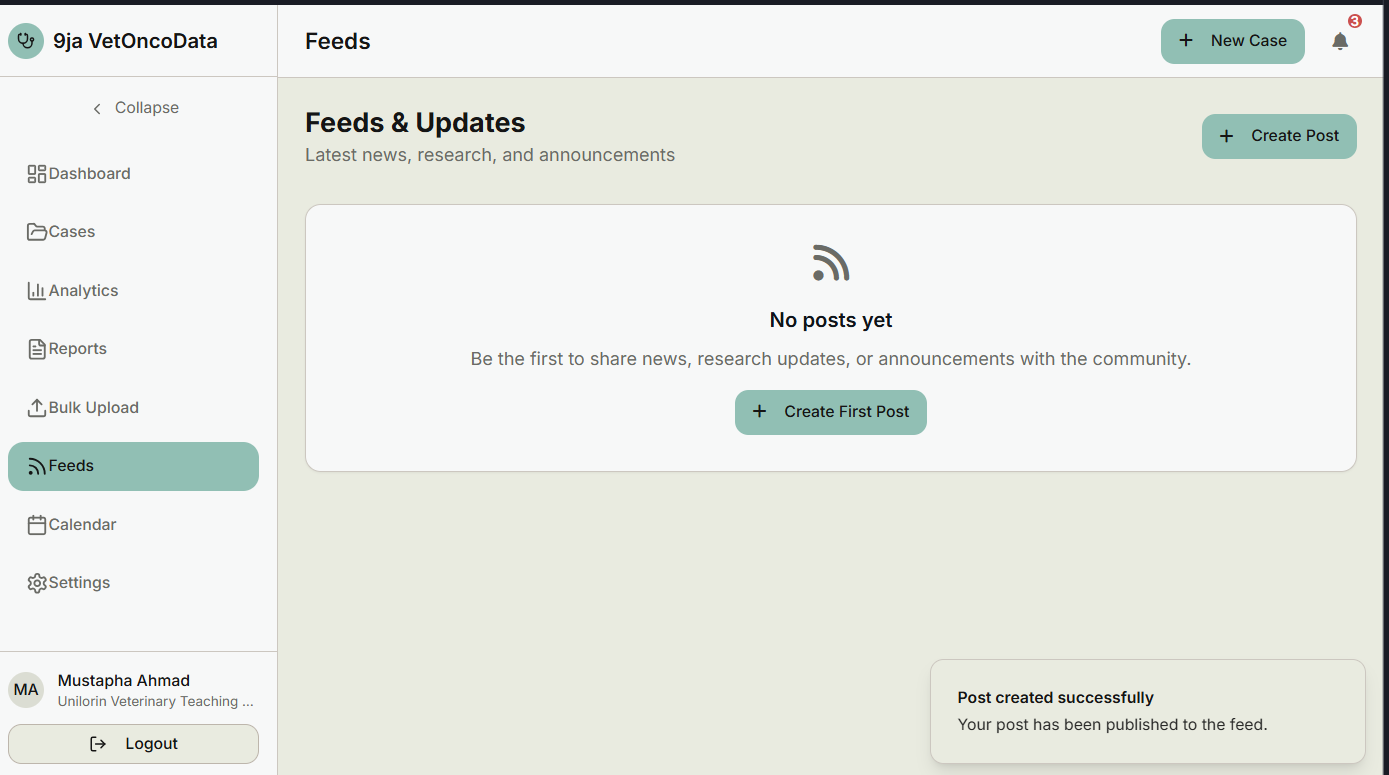 9ja VetOncoData
Feeds
New Case
3
Collapse
Dashboard
Cases
Analytics
Reports
Bulk Upload
Feeds
Calendar
Settings
Mustapha Ahmad
MA
Unilorin Veterinary Teaching ...
Logout
Feeds & Updates
Latest news, research, and announcements
Create Post
No posts yet
Be the first to share news, research updates, or announcements with the community.
Create First Post
Post created successfully
Your post has been published to the feed.